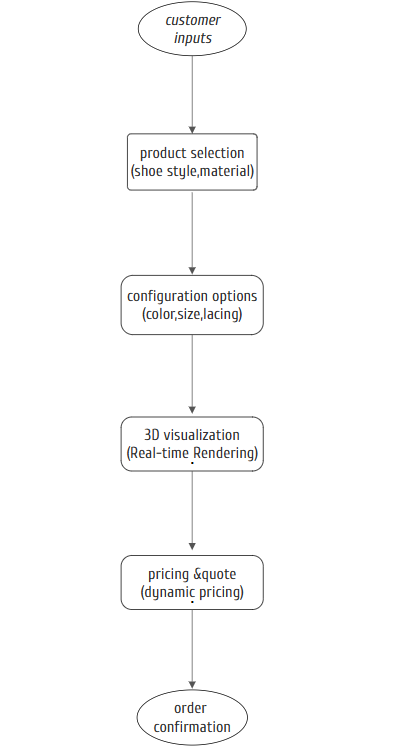 customer
inputs
product selection
(shoe style,material)
configuration options
(color,size,lacing)
3D visualization
(Real-time Rendering)
pricing &quote
(dynamic pricing)
order
confirmation